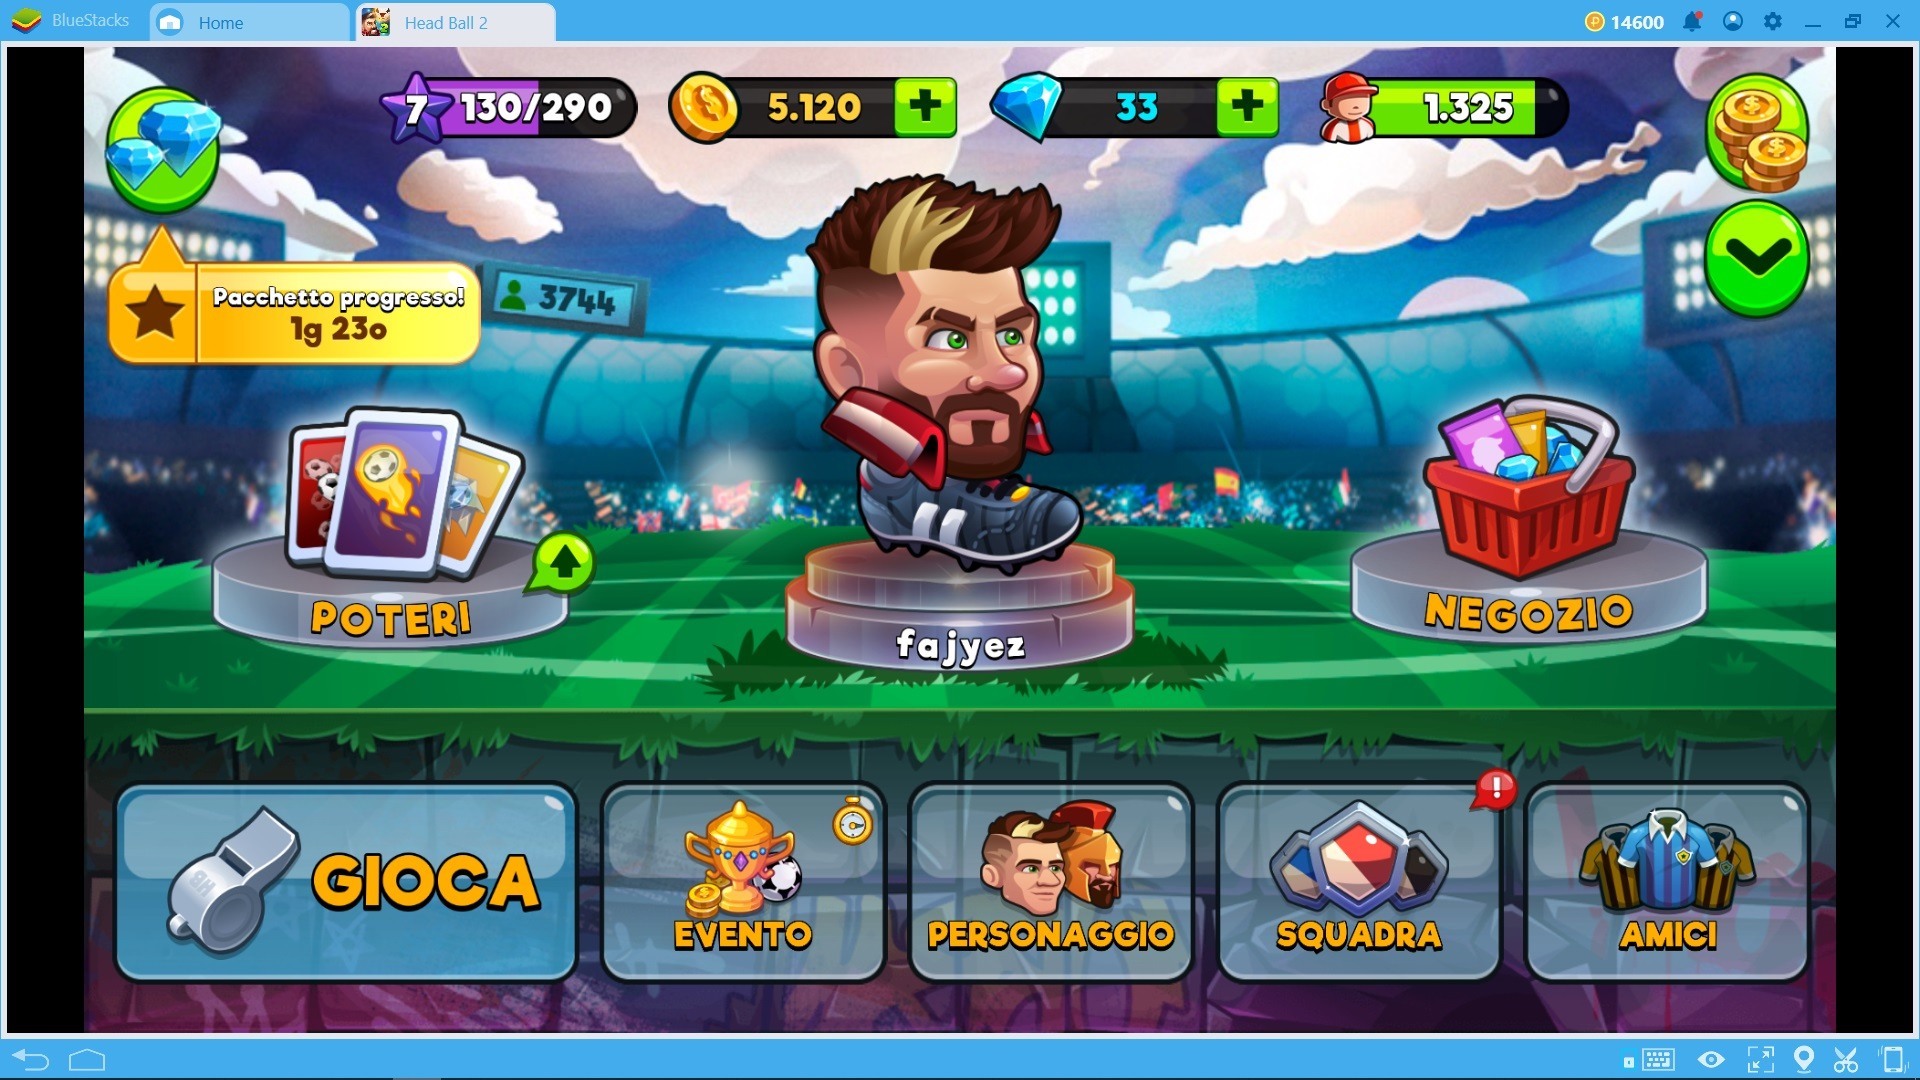 BlueStacks
Home
Head Ball 2
14600
7
130/290
5.120
33
1.325
Pacchetto progresso!
1g 23o
3744
POTERI
fajyez
NEGOZIO
HB
GIOCA
EVENTO
PERSONAGGIO
SQUADRA
!
AMICI